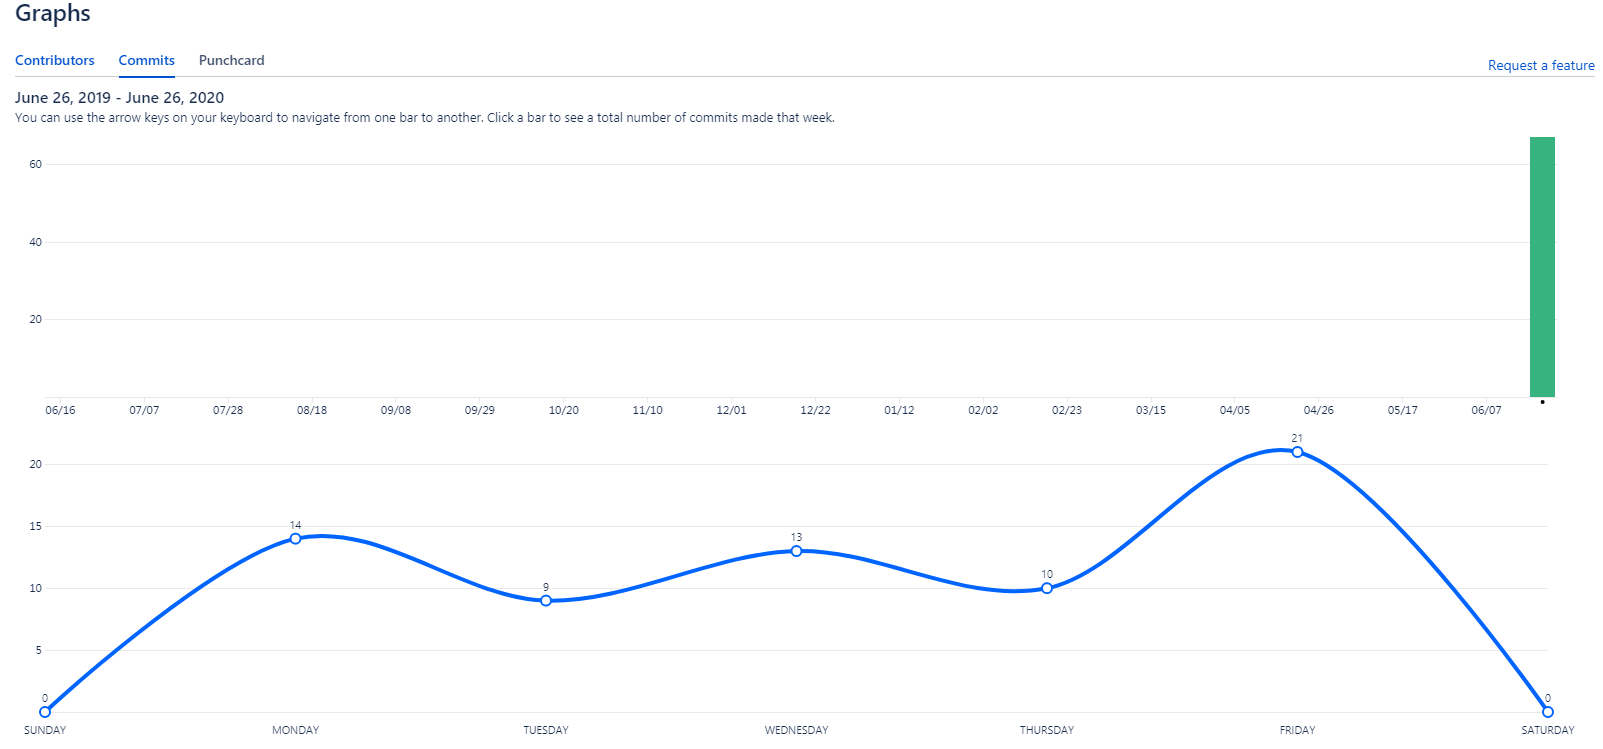 Graphs
Contributors Commits Punchcard
Request a feature
June 26, 2019 - June 26, 2020
You can use the arrow keys on your keyboard to navigate from one bar to another. Click a bar to see a total number of commits made that week.
60
40
20
06/16 07/07 07/28 08/18 09/08 09/29 10/20 11/10 12/01 12/22 01/12 02/02 02/23 03/15 04/05 04/26 05/17 06/07
20
15
10
5
0 14 9 13 10 21 0
SUNDAY MONDAY TUESDAY WEDNESDAY THURSDAY FRIDAY SATURDAY